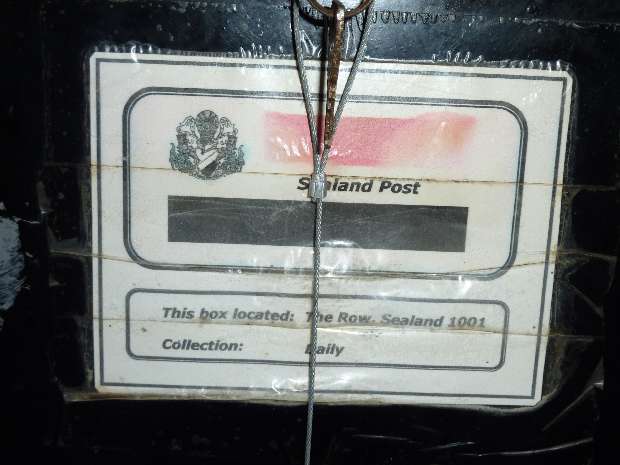 Sealand Post
This box located: The Row, Sealand 1001
Collection: Daily